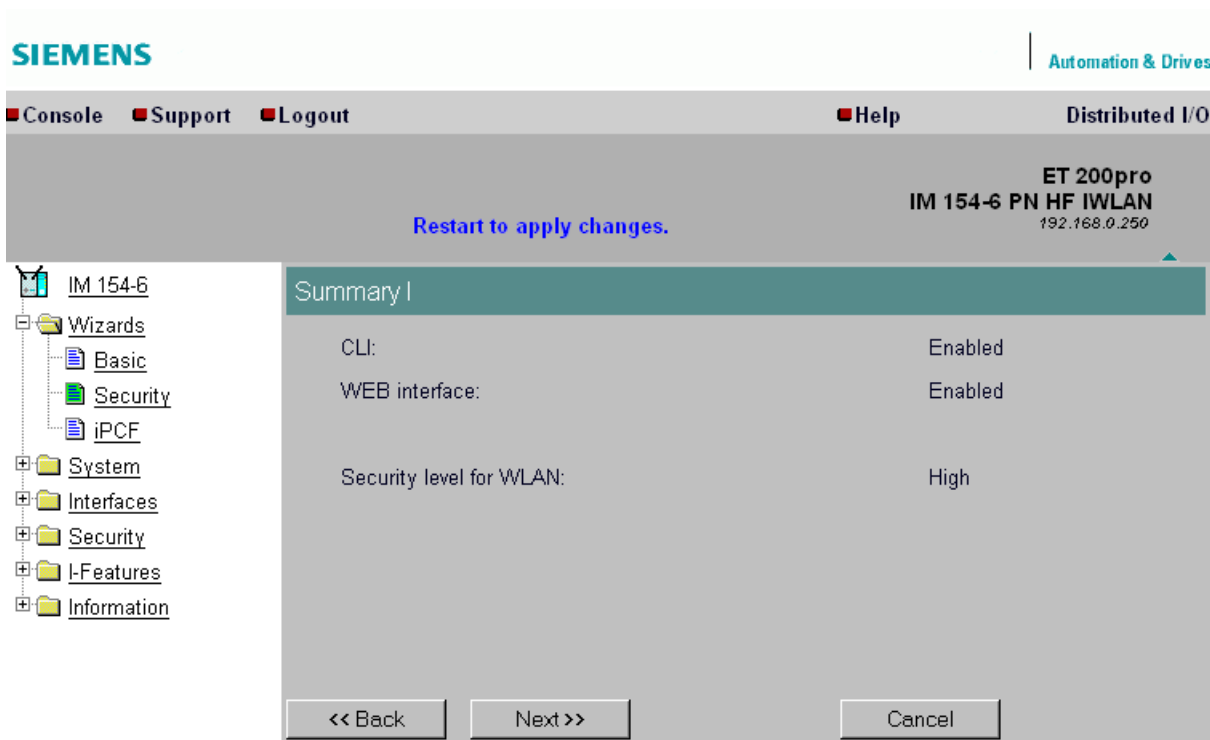 SIEMENS
Automation & Drives
Console Support Logout Help Distributed I/O
ET 200pro
IM 154-6 PN HF IWLAN
192.168.0.250
Restart to apply changes.
IM 154-6
Wizards
Basic
Security
iPCF
System
Interfaces
Security
I-Features
Information
Summary I
CLI: Enabled
WEB interface: Enabled
Security level for WLAN: High
<< Back Next >> Cancel